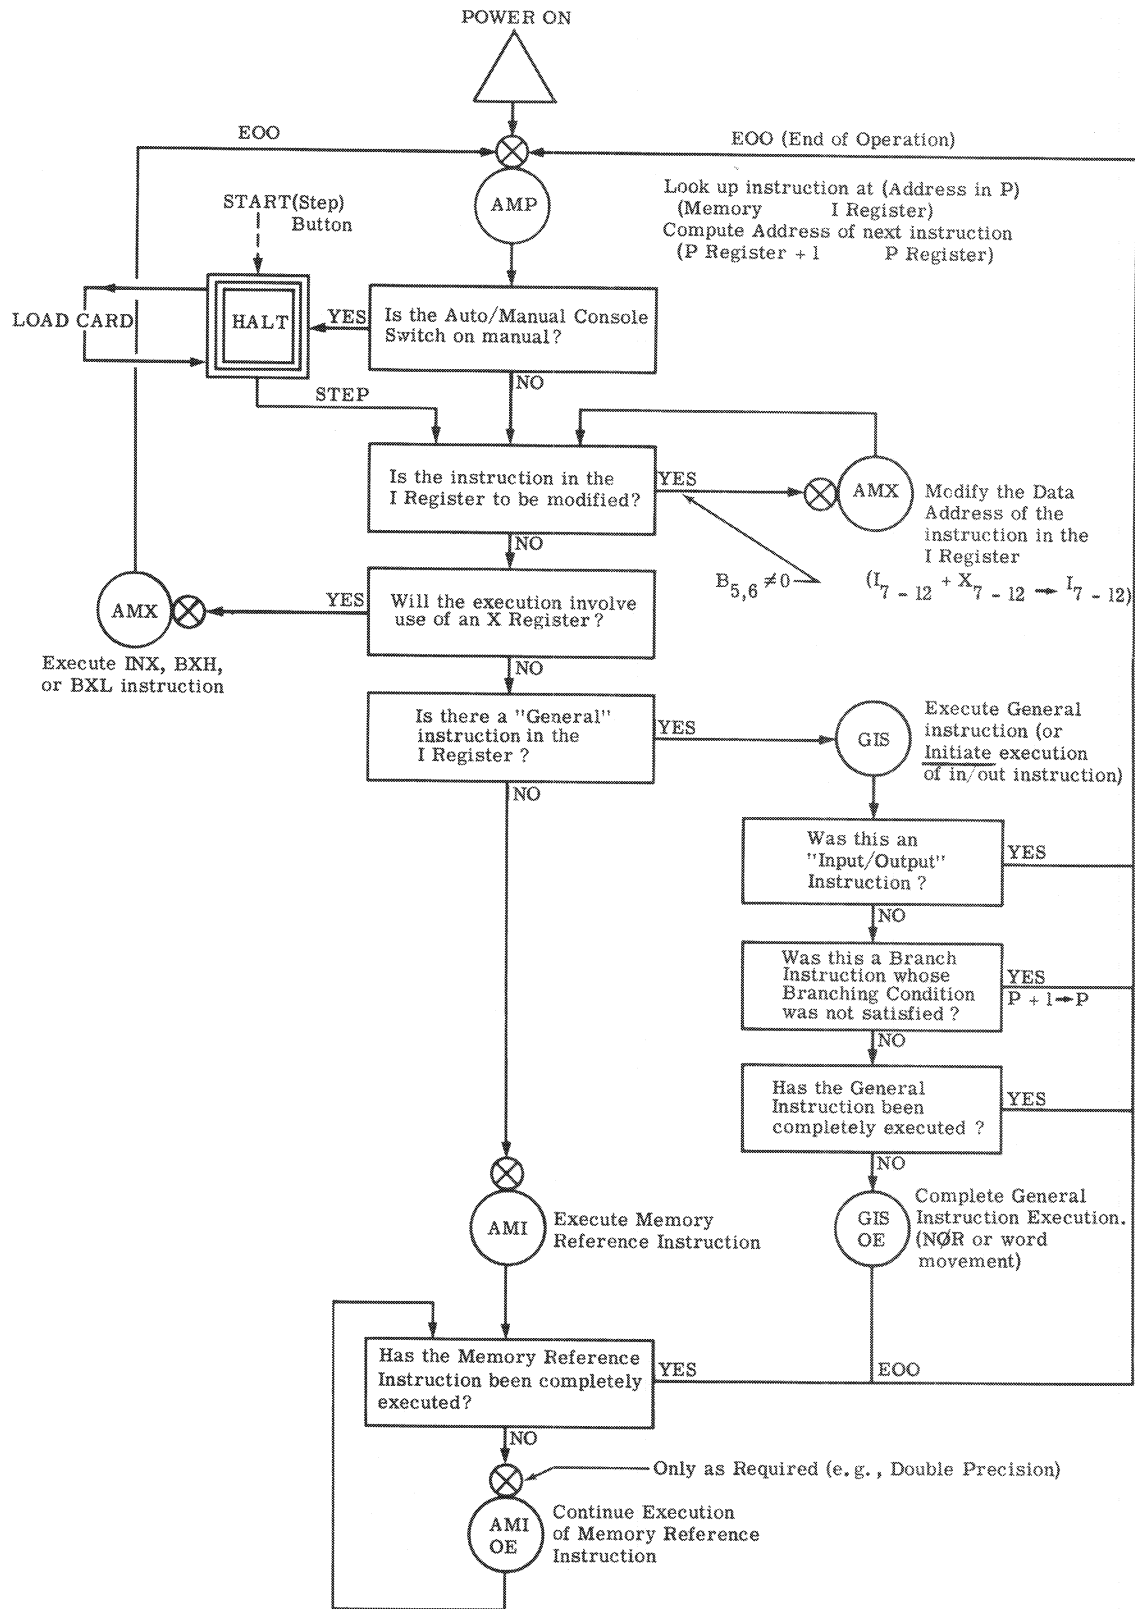 POWER ON
EOO
EOO (End of Operation)
AMP
Look up instruction at (Address in P)
(Memory I Register)
Compute Address of next instruction
(P Register + 1 P Register)
START(Step)
Button
LOAD CARD
HALT
YES
Is the Auto/Manual Console
Switch on manual?
NO
STEP
Is the instruction in the
I Register to be modified?
YES
AMX
Modify the Data
Address of the
instruction in the
I Register
(I7 - 12 + X7 - 12 → I7 - 12)
B5,6 ≠0
NO
AMX
YES
Will the execution involve
use of an X Register?
Execute INX, BXH,
or BXL instruction
NO
Is there a "General"
instruction in the
I Register ?
YES
GIS
Execute General
instruction (or
Initiate execution
of in/out instruction)
NO
Was this an
"Input/Output"
Instruction ?
YES
NO
Was this a Branch
Instruction whose
Branching Condition
was not satisfied ?
YES
P + 1→P
NO
Has the General
Instruction been
completely executed ?
YES
NO
AMI
Execute Memory
Reference Instruction
GIS
OE
Complete General
Instruction Execution.
(NØR or word
movement)
Has the Memory Reference
Instruction been completely
executed?
YES
EOO
NO
Only as Required (e.g., Double Precision)
AMI
OE
Continue Execution
of Memory Reference
Instruction